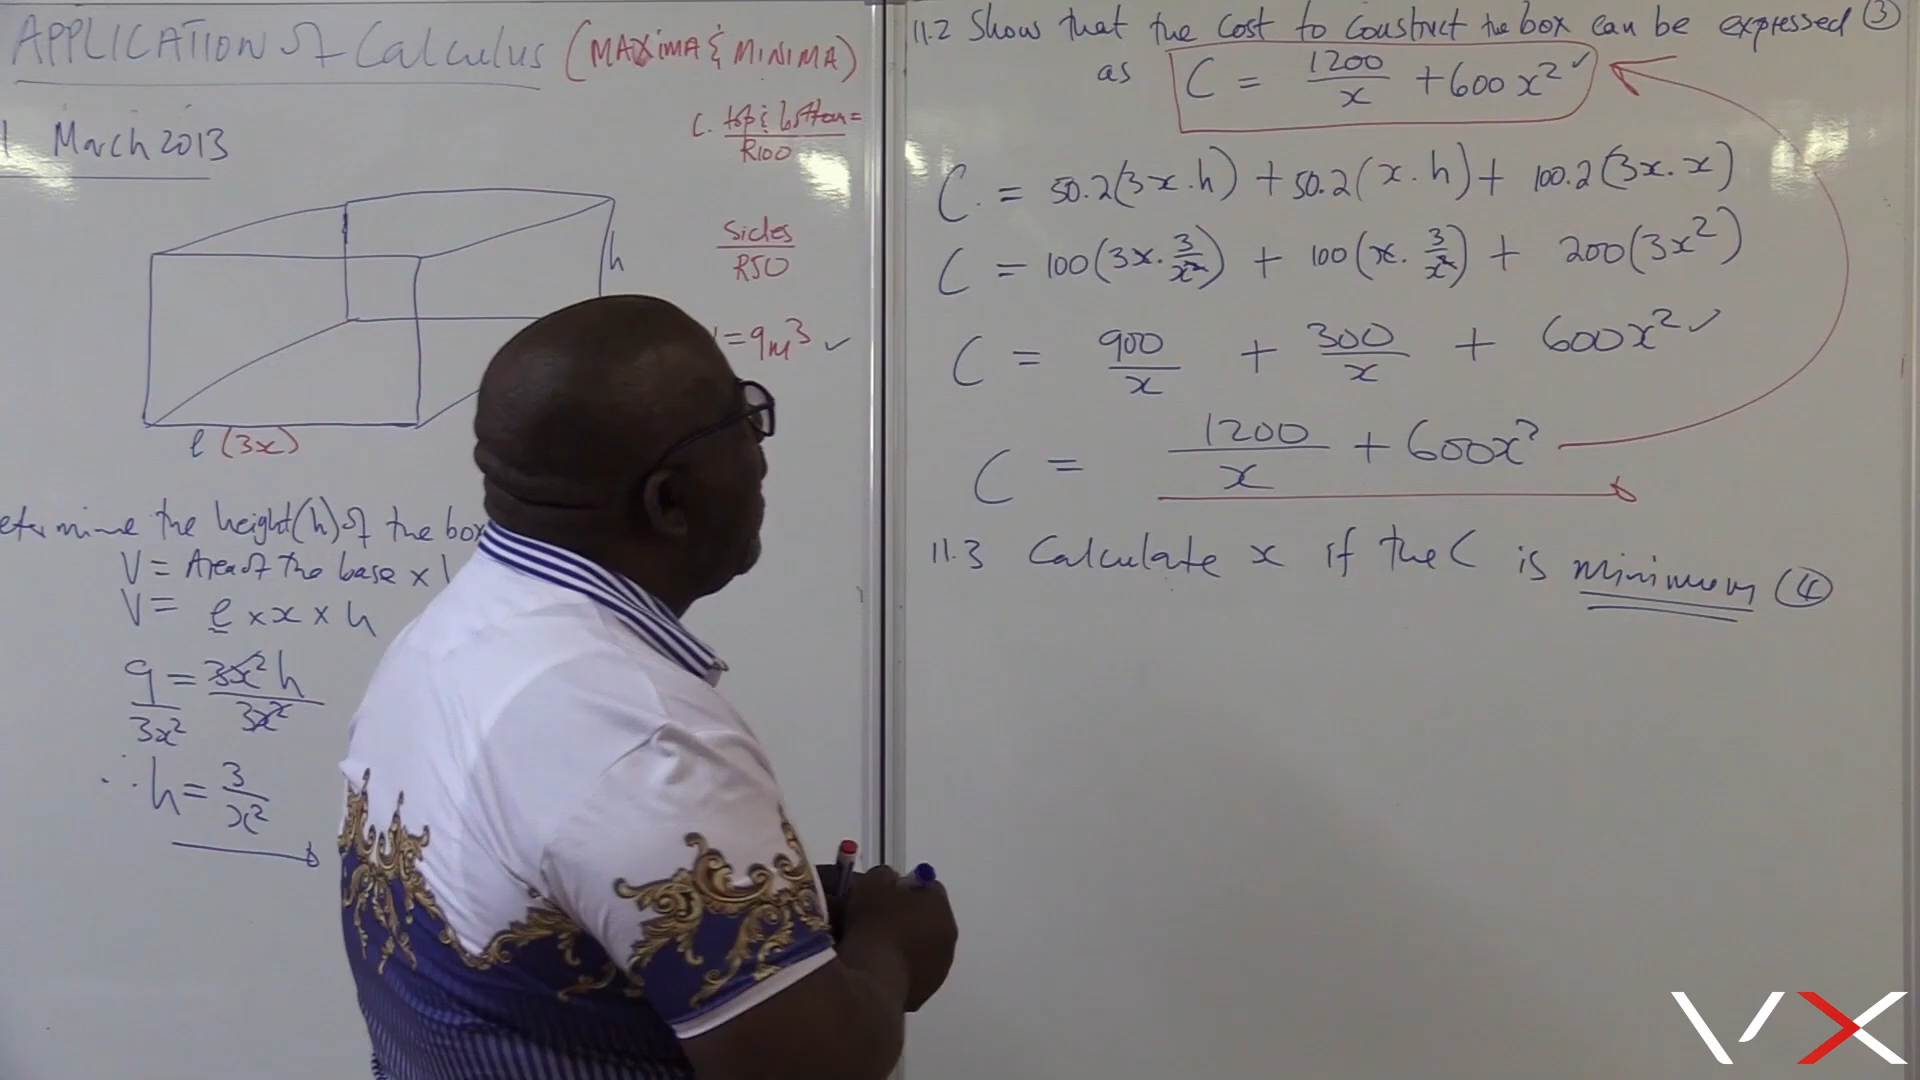 APPLICATION of Calculus (MAXIMA & MINIMA)
1 March 2013
C. top & bottom =
R100
Sides
R50
h
= 9m³ ✓
l (3x)
etermine the height (h) of the box
V = Area of the base x
V = l x x x h
9 = 3x² h
3x² 3x²
∴ h = 3
x²
11.2 Show that the cost to construct the box can be expressed (3)
as C = 1200/x + 600x² ✓
C = 50.2(3x.h) + 50.2(x.h) + 100.2(3x.x)
C = 100(3x. 3/x²) + 100(x. 3/x²) + 200(3x²)
C = 900/x + 300/x + 600x² ✓
C = 1200/x + 600x²
11.3 Calculate x if the C is minimum (4)
VX